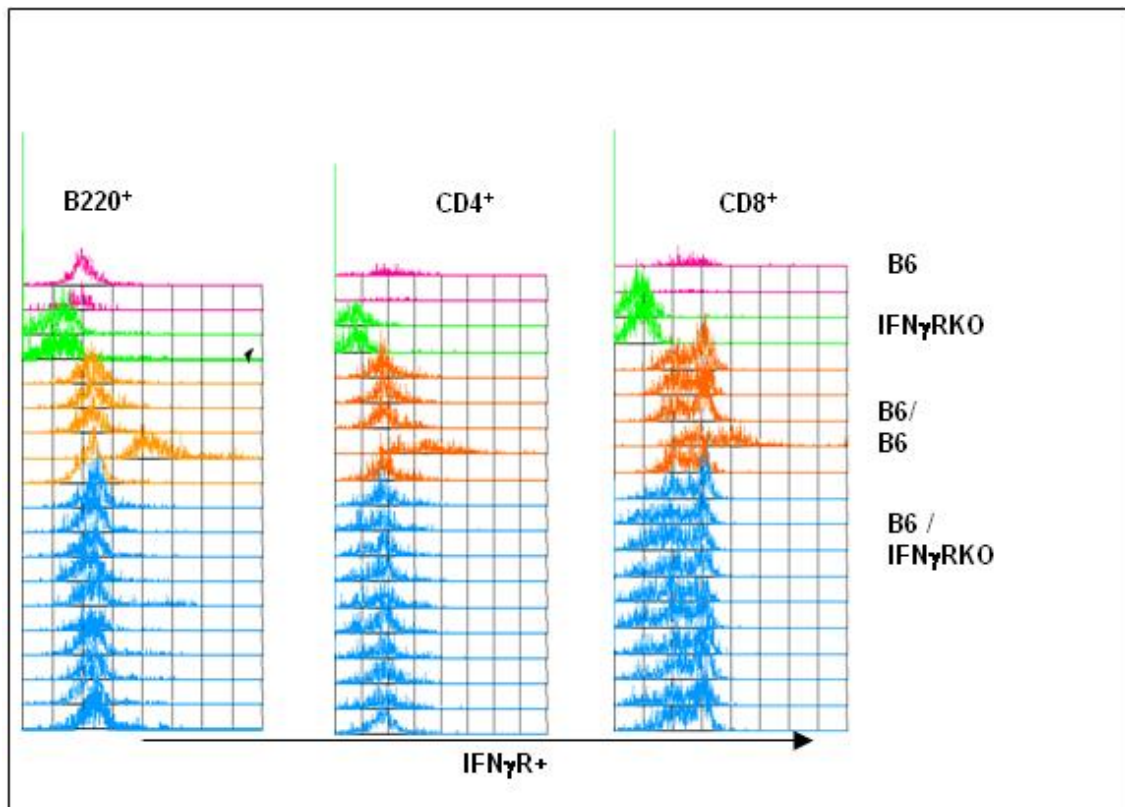 B220⁺
CD4⁺
CD8⁺
B6
IFNγRKO
B6/
B6
B6 /
IFNγRKO
IFNγR+